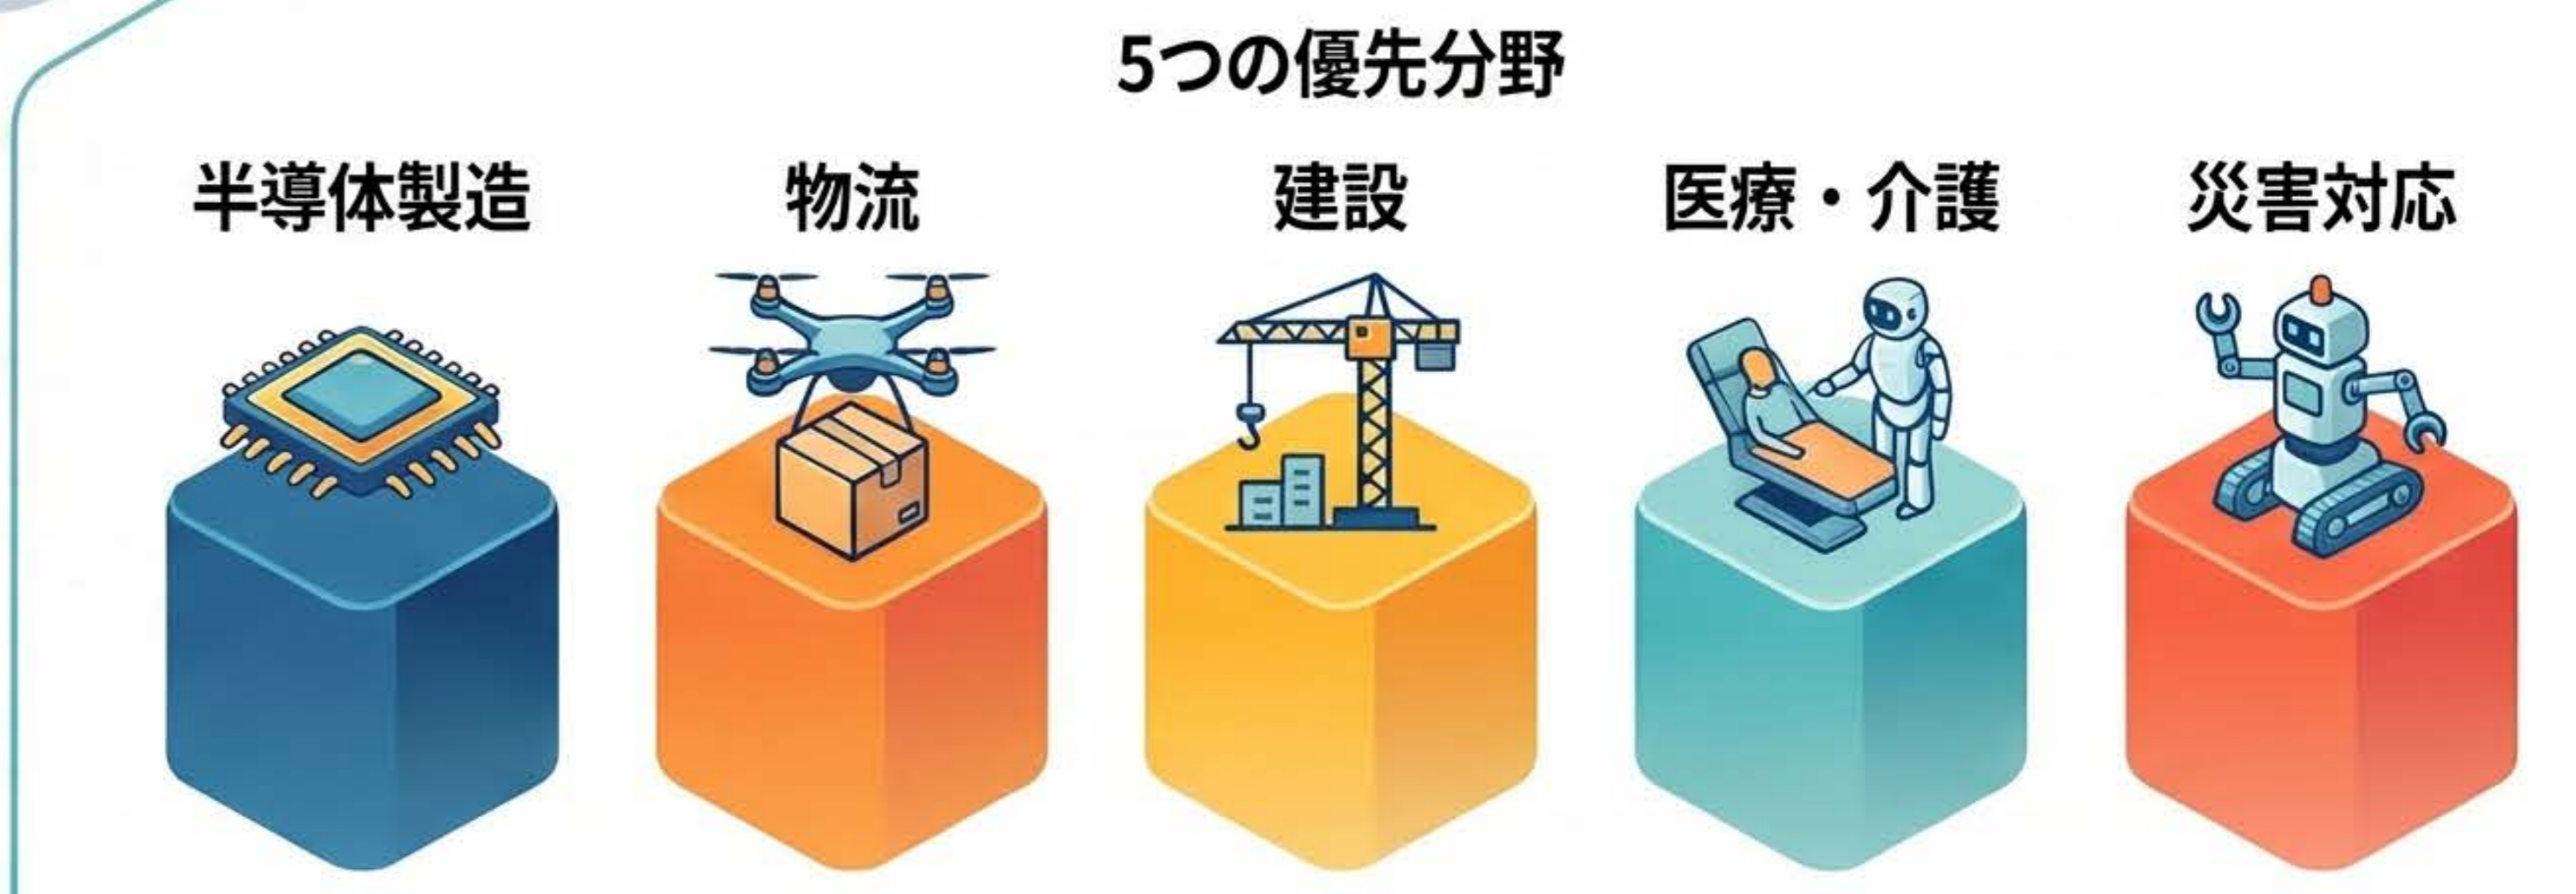 5つの優先分野
半導体製造
物流
建設
医療・介護
災害対応